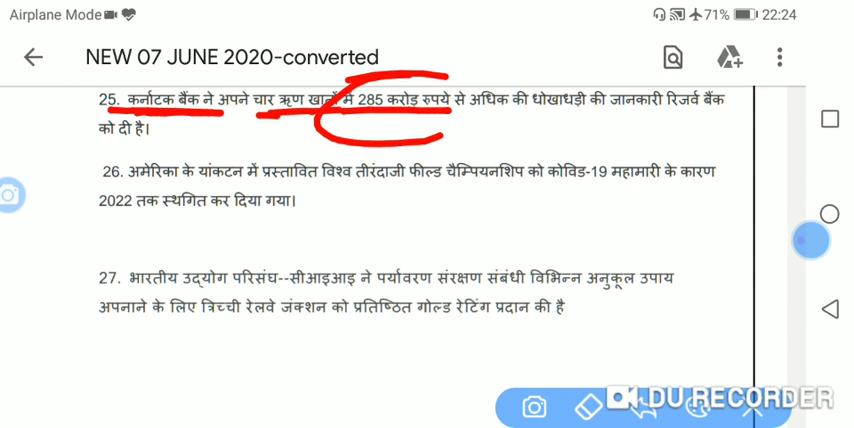 Airplane Mode 71% 22:24
NEW 07 JUNE 2020-converted
25. कर्नाटक बैंक ने अपने चार ऋण खातों में 285 करोड़ रुपये से अधिक की धोखाधड़ी की जानकारी रिजर्व बैंक
को दी है।
26. अमेरिका के यांकटन में प्रस्तावित विश्व तीरंदाजी फील्ड चैम्पियनशिप को कोविड-19 महामारी के कारण
2022 तक स्थगित कर दिया गया।
27. भारतीय उद्योग परिसंघ--सीआइआइ ने पर्यावरण संरक्षण संबंधी विभिन्न अनुकूल उपाय
अपनाने के लिए त्रिच्ची रेलवे जंक्शन को प्रतिष्ठित गोल्ड रेटिंग प्रदान की है
DU RECORDER